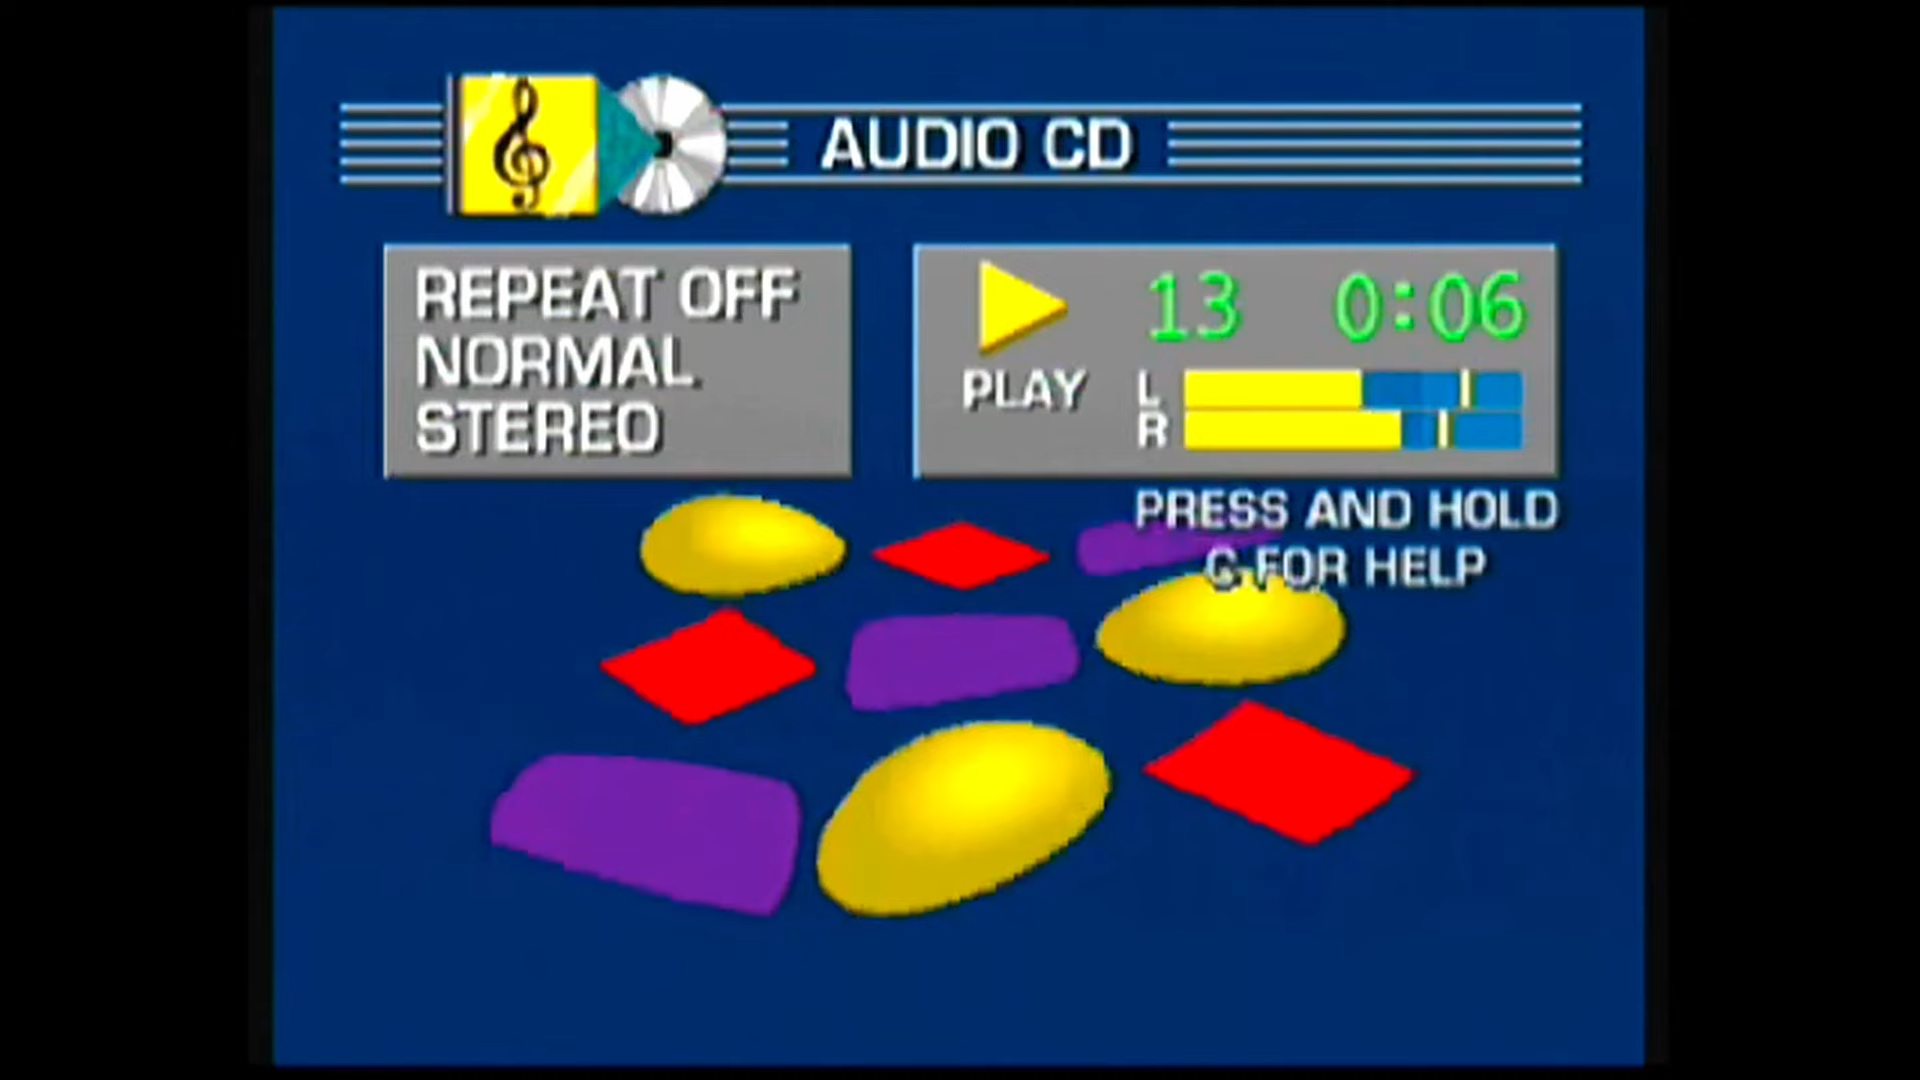 AUDIO CD
REPEAT OFF
NORMAL
STEREO
13 0:06
PLAY
L
R
PRESS AND HOLD
C FOR HELP